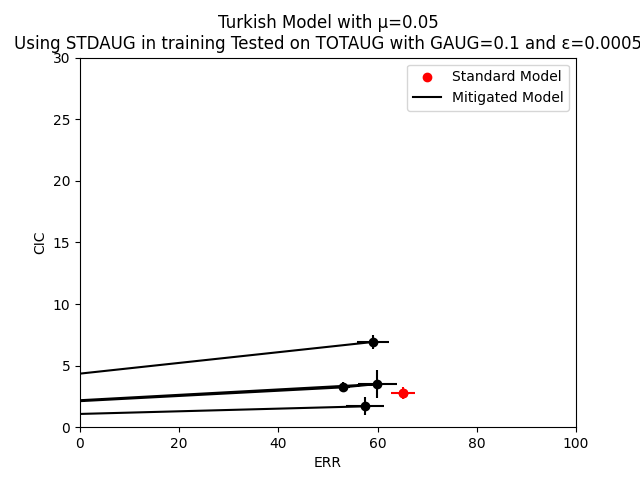 Turkish Model with μ=0.05
Using STDAUG in training Tested on TOTAUG with GAUG=0.1 and ε=0.0005
Standard Model
Mitigated Model
30
25
20
15
10
5
0
CIC
0 20 40 60 80 100
ERR